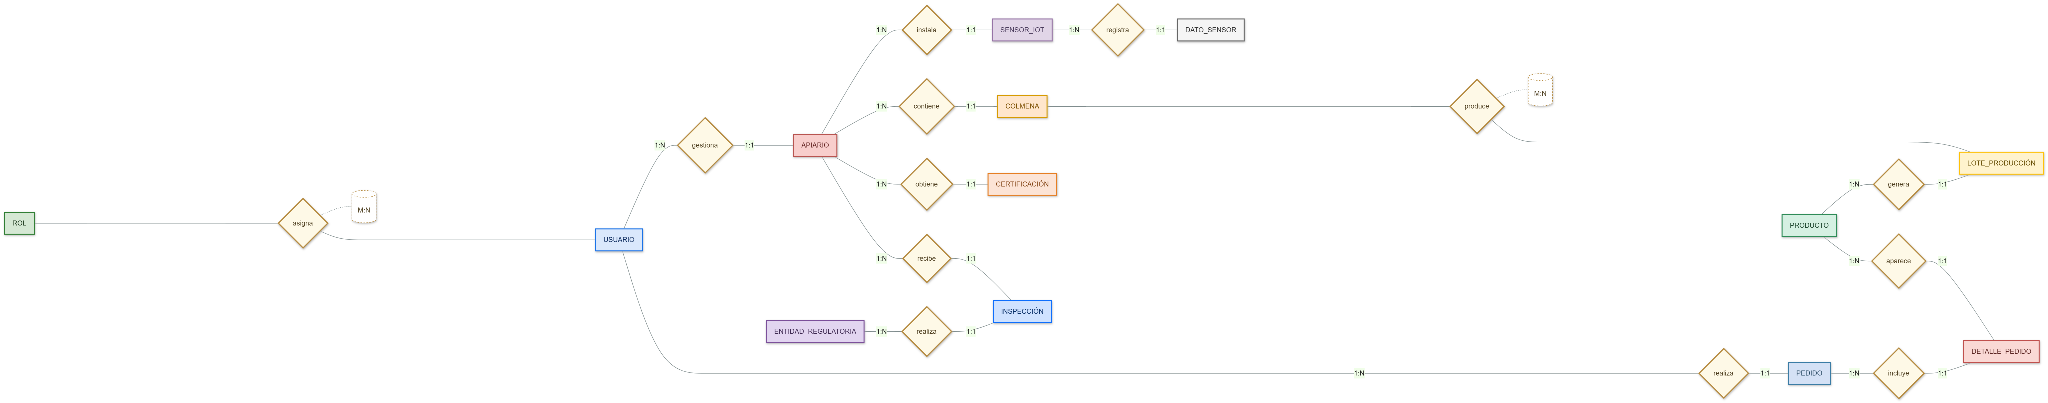 1:N
instala
1:1
SENSOR_IOT
1:N
registra
1:1
DATO_SENSOR
M:N
1:N
contiene
1:1
COLMENA
produce
1:N
gestiona
1:1
APIARIO
LOTE_PRODUCCIÓN
1:N
obtiene
1:1
CERTIFICACIÓN
1:N
genera
1:1
M:N
ROL
asigna
PRODUCTO
USUARIO
1:N
recibe
1:1
1:N
aparece
1:1
INSPECCIÓN
ENTIDAD_REGULATORIA
1:N
realiza
1:1
DETALLE_PEDIDO
1:N
realiza
1:1
PEDIDO
1:N
incluye
1:1